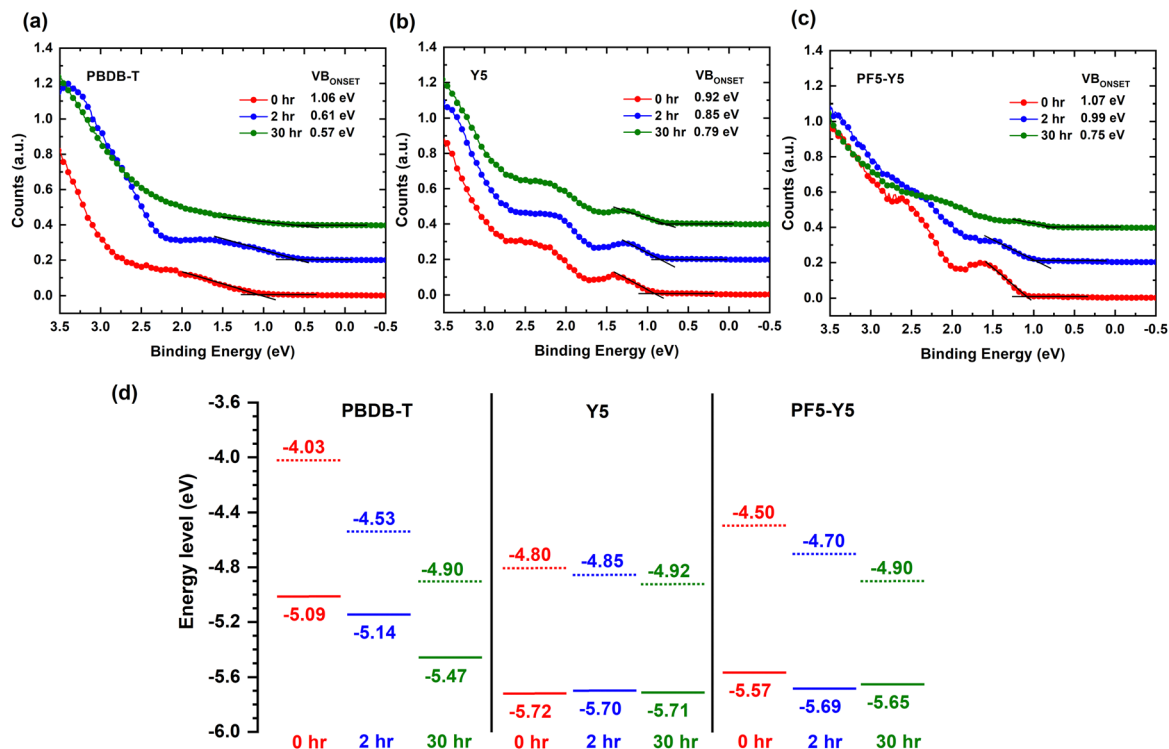 (a)
PBDB-T
VB_ONSET
0 hr 1.06 eV
2 hr 0.61 eV
30 hr 0.57 eV
Counts (a.u.)
1.4
1.2
1.0
0.8
0.6
0.4
0.2
0.0
3.5 3.0 2.5 2.0 1.5 1.0 0.5 0.0 -0.5
Binding Energy (eV)
(b)
Y5
VB_ONSET
0 hr 0.92 eV
2 hr 0.85 eV
30 hr 0.79 eV
Counts (a.u.)
1.4
1.2
1.0
0.8
0.6
0.4
0.2
0.0
3.5 3.0 2.5 2.0 1.5 1.0 0.5 0.0 -0.5
Binding Energy (eV)
(c)
PF5-Y5
VB_ONSET
0 hr 1.07 eV
2 hr 0.99 eV
30 hr 0.75 eV
Counts (a.u.)
1.4
1.2
1.0
0.8
0.6
0.4
0.2
0.0
3.5 3.0 2.5 2.0 1.5 1.0 0.5 0.0 -0.5
Binding Energy (eV)
(d)
Energy level (eV)
-3.6
-4.0
-4.4
-4.8
-5.2
-5.6
-6.0
PBDB-T
-4.03
-4.53
-4.90
-5.09
-5.14
-5.47
0 hr 2 hr 30 hr
Y5
-4.80
-4.85
-4.92
-5.72
-5.70
-5.71
0 hr 2 hr 30 hr
PF5-Y5
-4.50
-4.70
-4.90
-5.57
-5.69
-5.65
0 hr 2 hr 30 hr